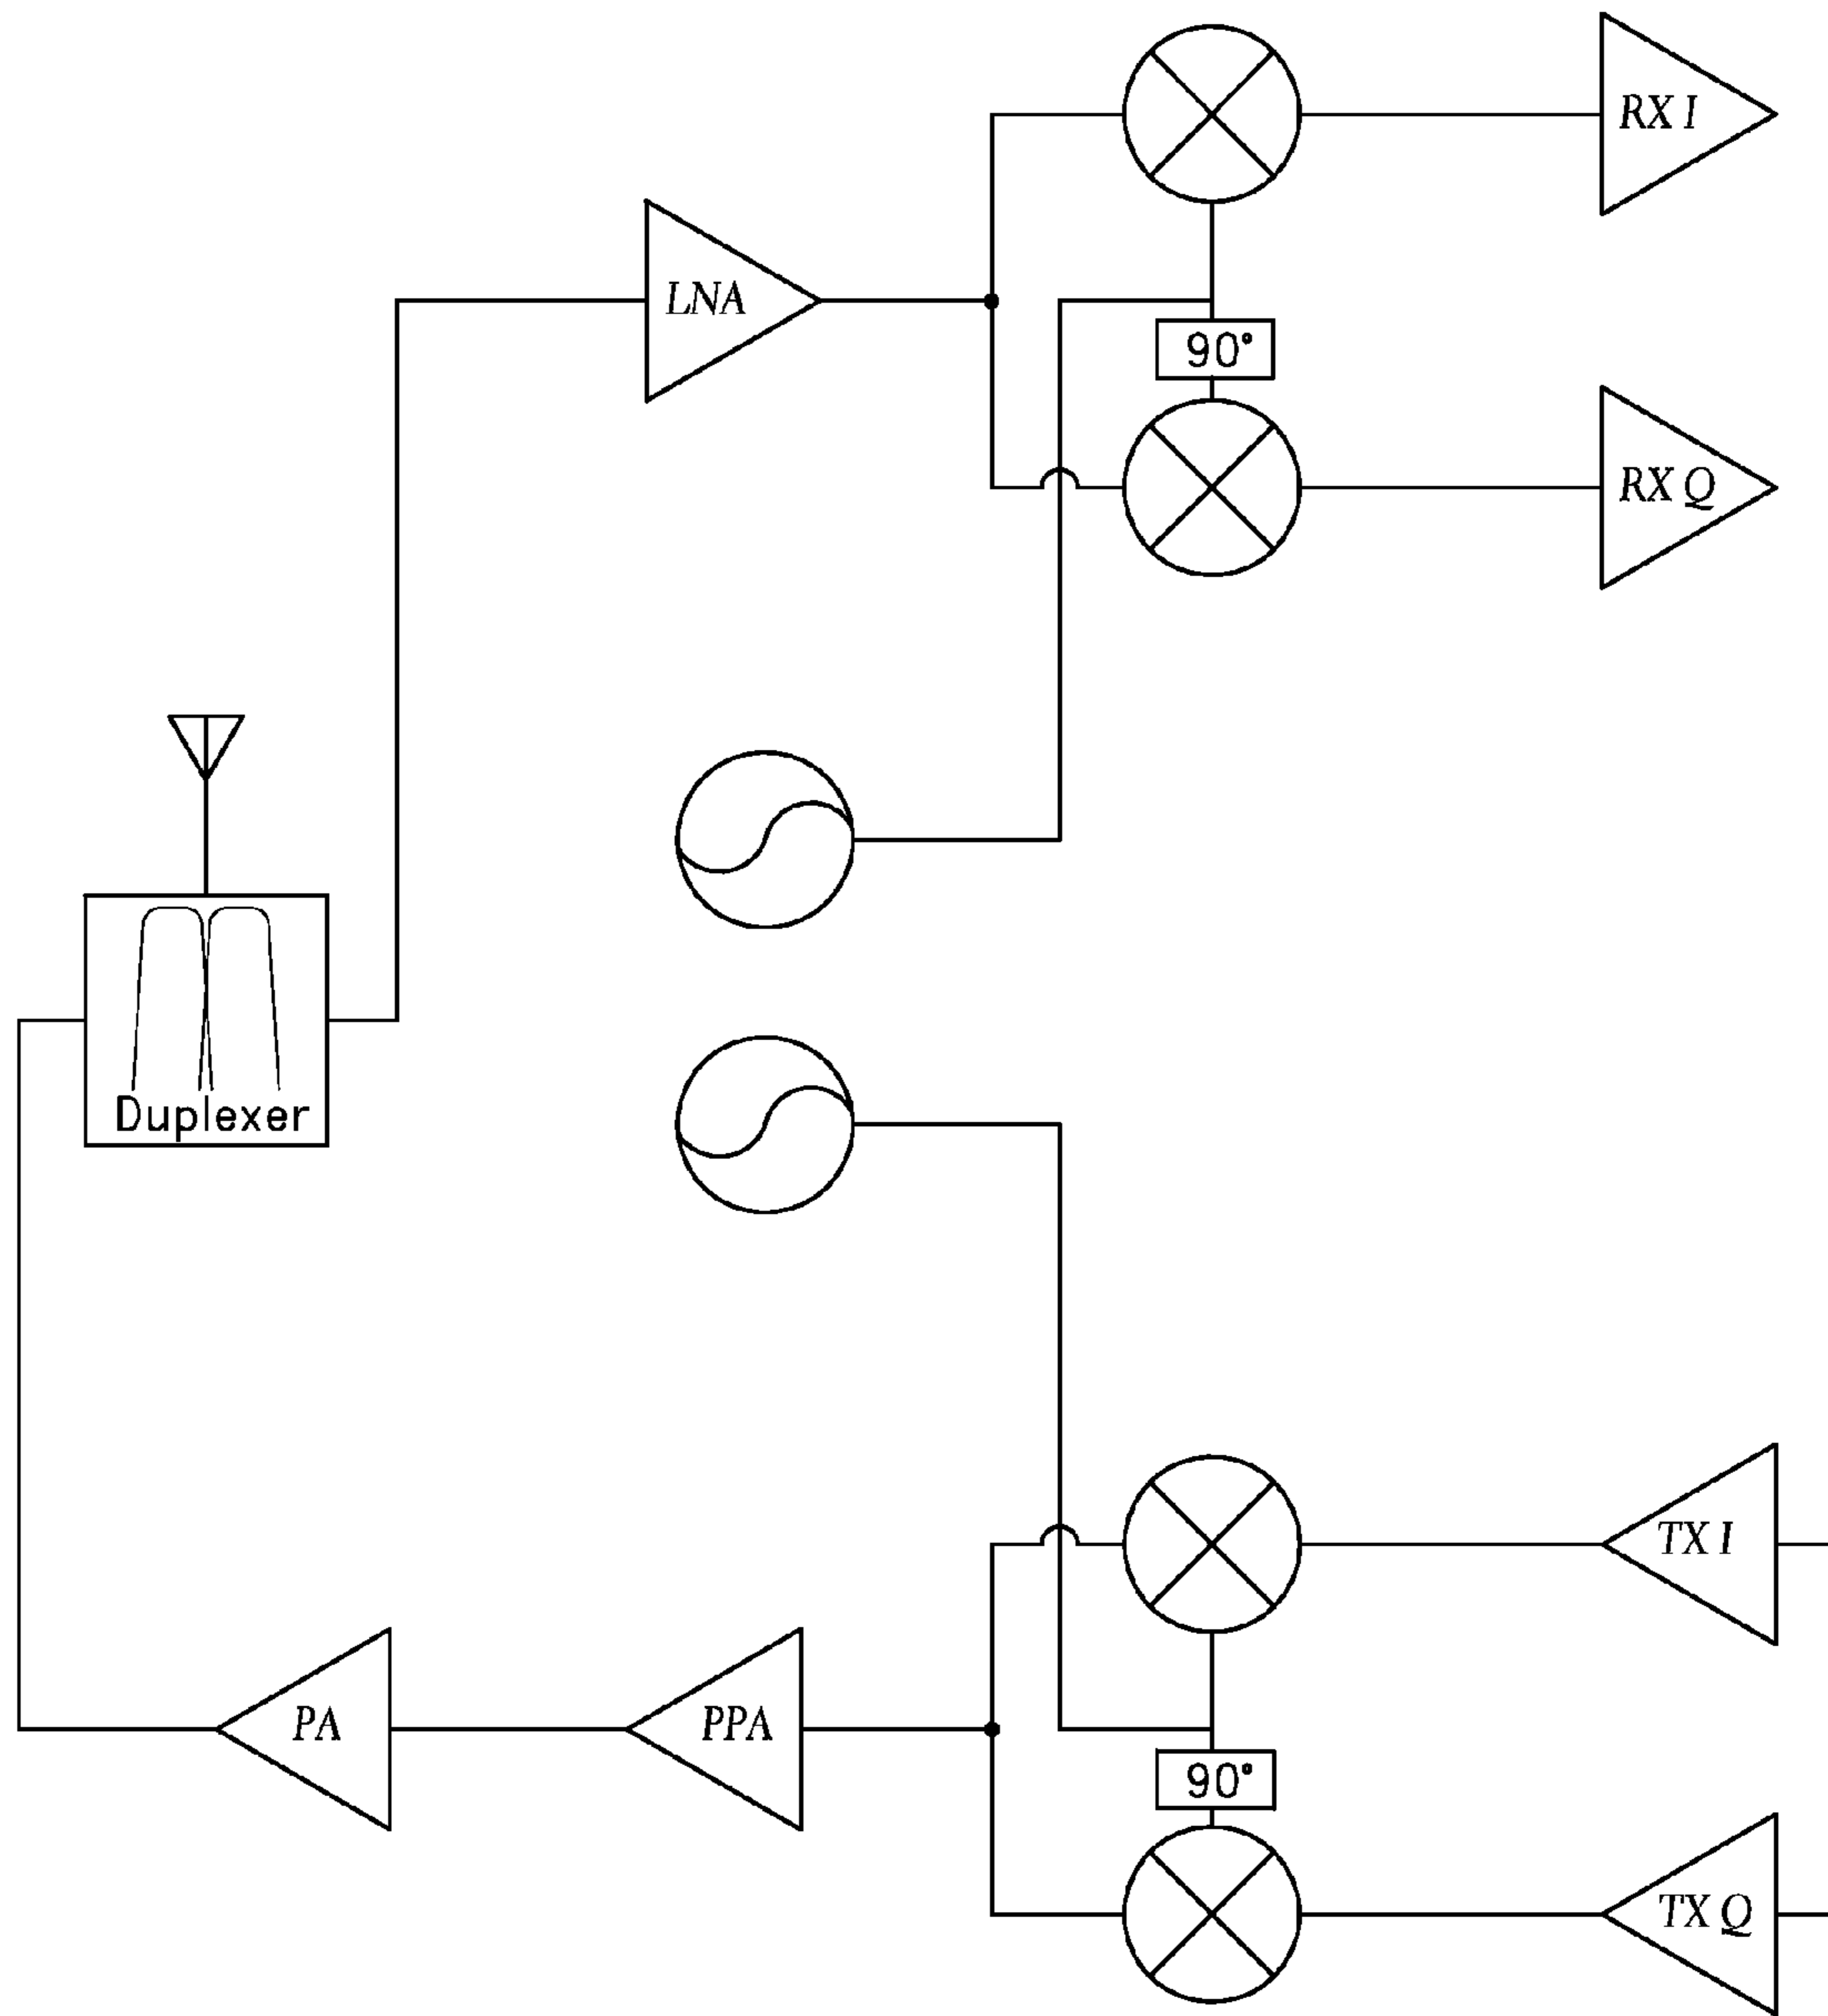 RX I
LNA
90°
RX Q
Duplexer
TX I
PA
PPA
90°
TX Q